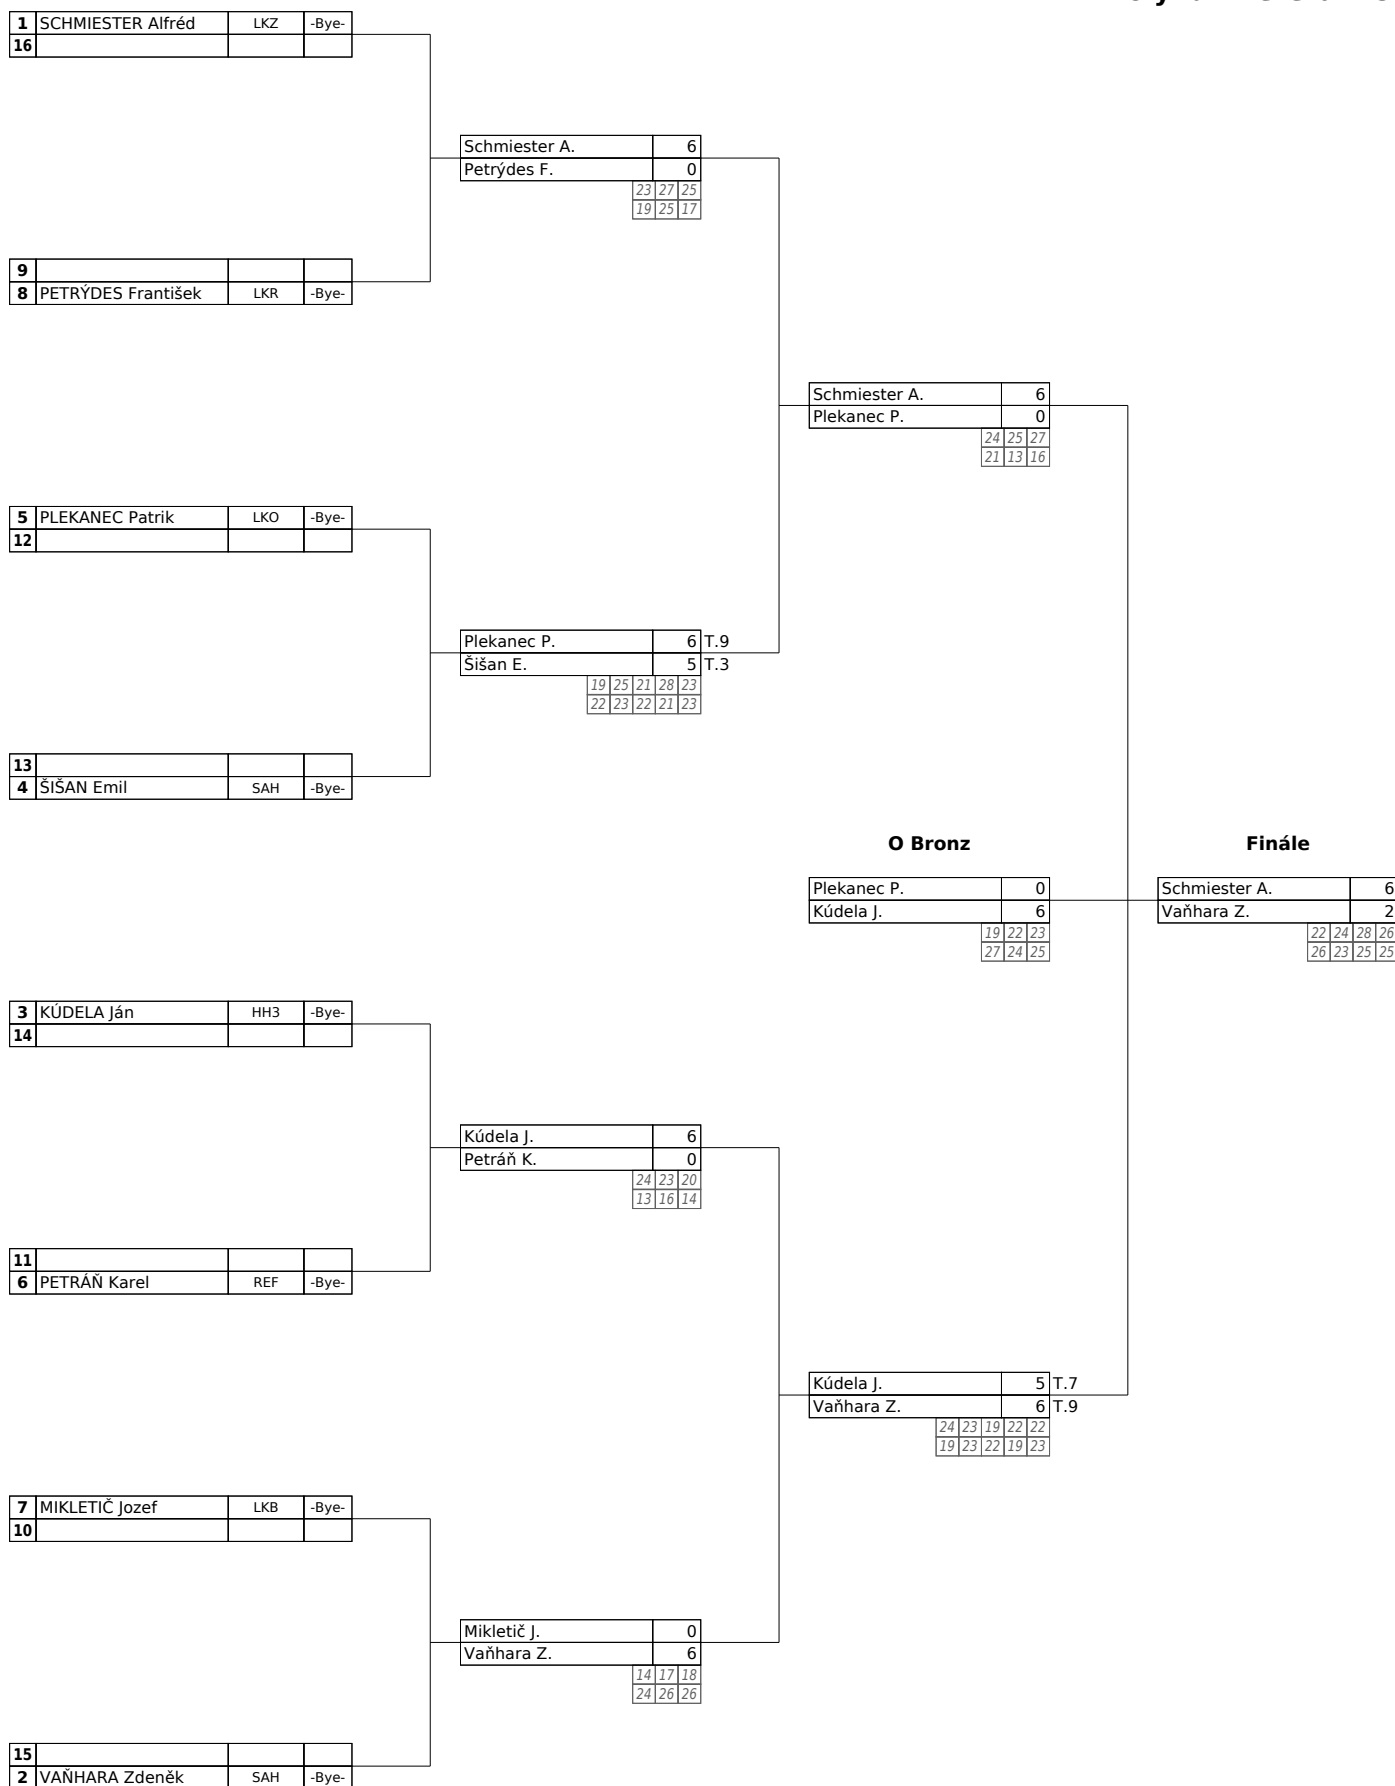 1 SCHMIESTER Alfréd LKZ -Bye-
16
Schmiester A. 6
Petrýdes F. 0
23 27 25
19 25 17
9
8 PETRÝDES František LKR -Bye-
Schmiester A. 6
Plekanec P. 0
24 25 27
21 13 16
5 PLEKANEC Patrik LKO -Bye-
12
Plekanec P. 6 T.9
Šišan E. 5 T.3
19 25 21 28 23
22 23 22 21 23
13
4 ŠIŠAN Emil SAH -Bye-
O Bronz Finále
Plekanec P. 0 Schmiester A. 6
Kúdela J. 6 Vaňhara Z. 2
19 22 23 22 24 28 26
27 24 25 26 23 25 25
3 KÚDELA Ján HH3 -Bye-
14
Kúdela J. 6
Petráň K. 0
24 23 20
13 16 14
11
6 PETRÁŇ Karel REF -Bye-
Kúdela J. 5 T.7
Vaňhara Z. 6 T.9
24 23 19 22 22
19 23 22 19 23
7 MIKLETIČ Jozef LKB -Bye-
10
Mikletič J. 0
Vaňhara Z. 6
14 17 18
24 26 26
15
2 VAŇHARA Zdeněk SAH -Bye-